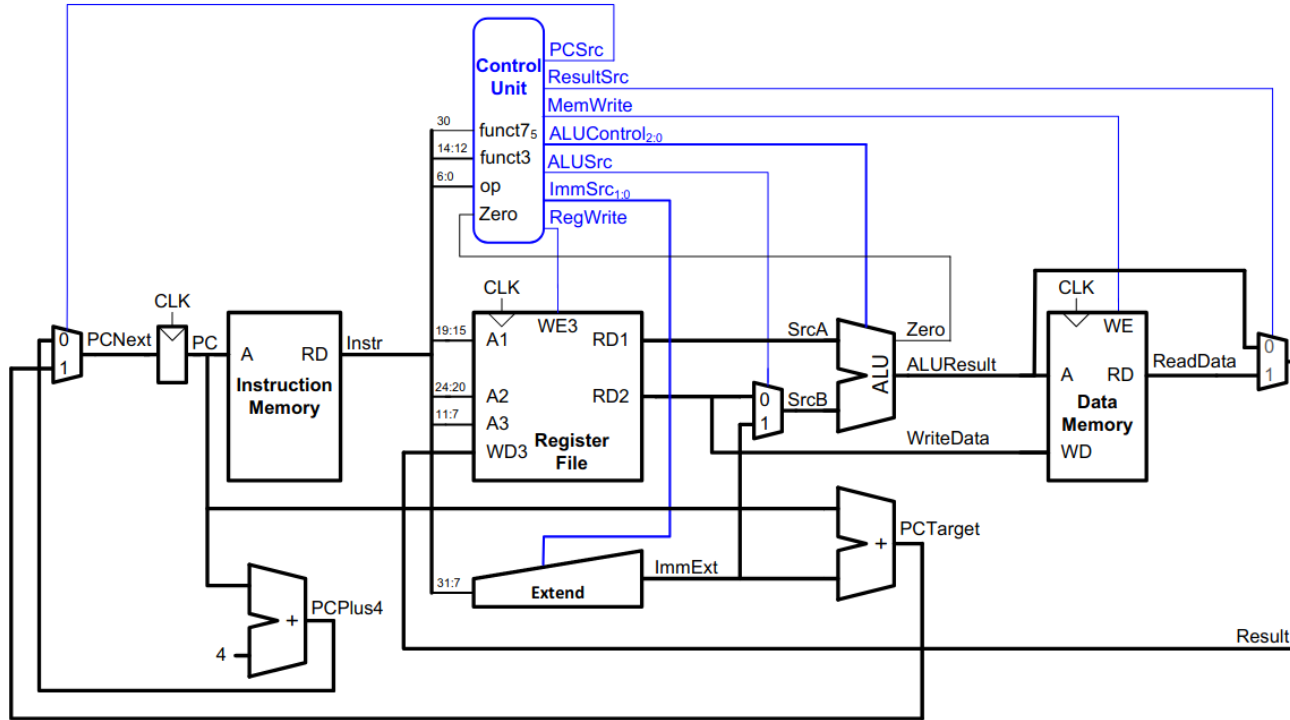 PCSrc
Control
Unit
ResultSrc
MemWrite
30
funct7₅
ALUControl₂:₀
14:12
funct3
ALUSrc
6:0
op
ImmSrc₁:₀
Zero
RegWrite
CLK
0
1
PCNext
PC
A
RD
Instruction
Memory
Instr
CLK
WE3
19:15
A1
RD1
24:20
A2
RD2
11:7
A3
WD3
Register
File
0
1
SrcA
SrcB
ALU
Zero
ALUResult
WriteData
CLK
WE
A
RD
Data
Memory
WD
ReadData
0
1
PCTarget
+
31:7
Extend
ImmExt
PCPlus4
+
4
Result